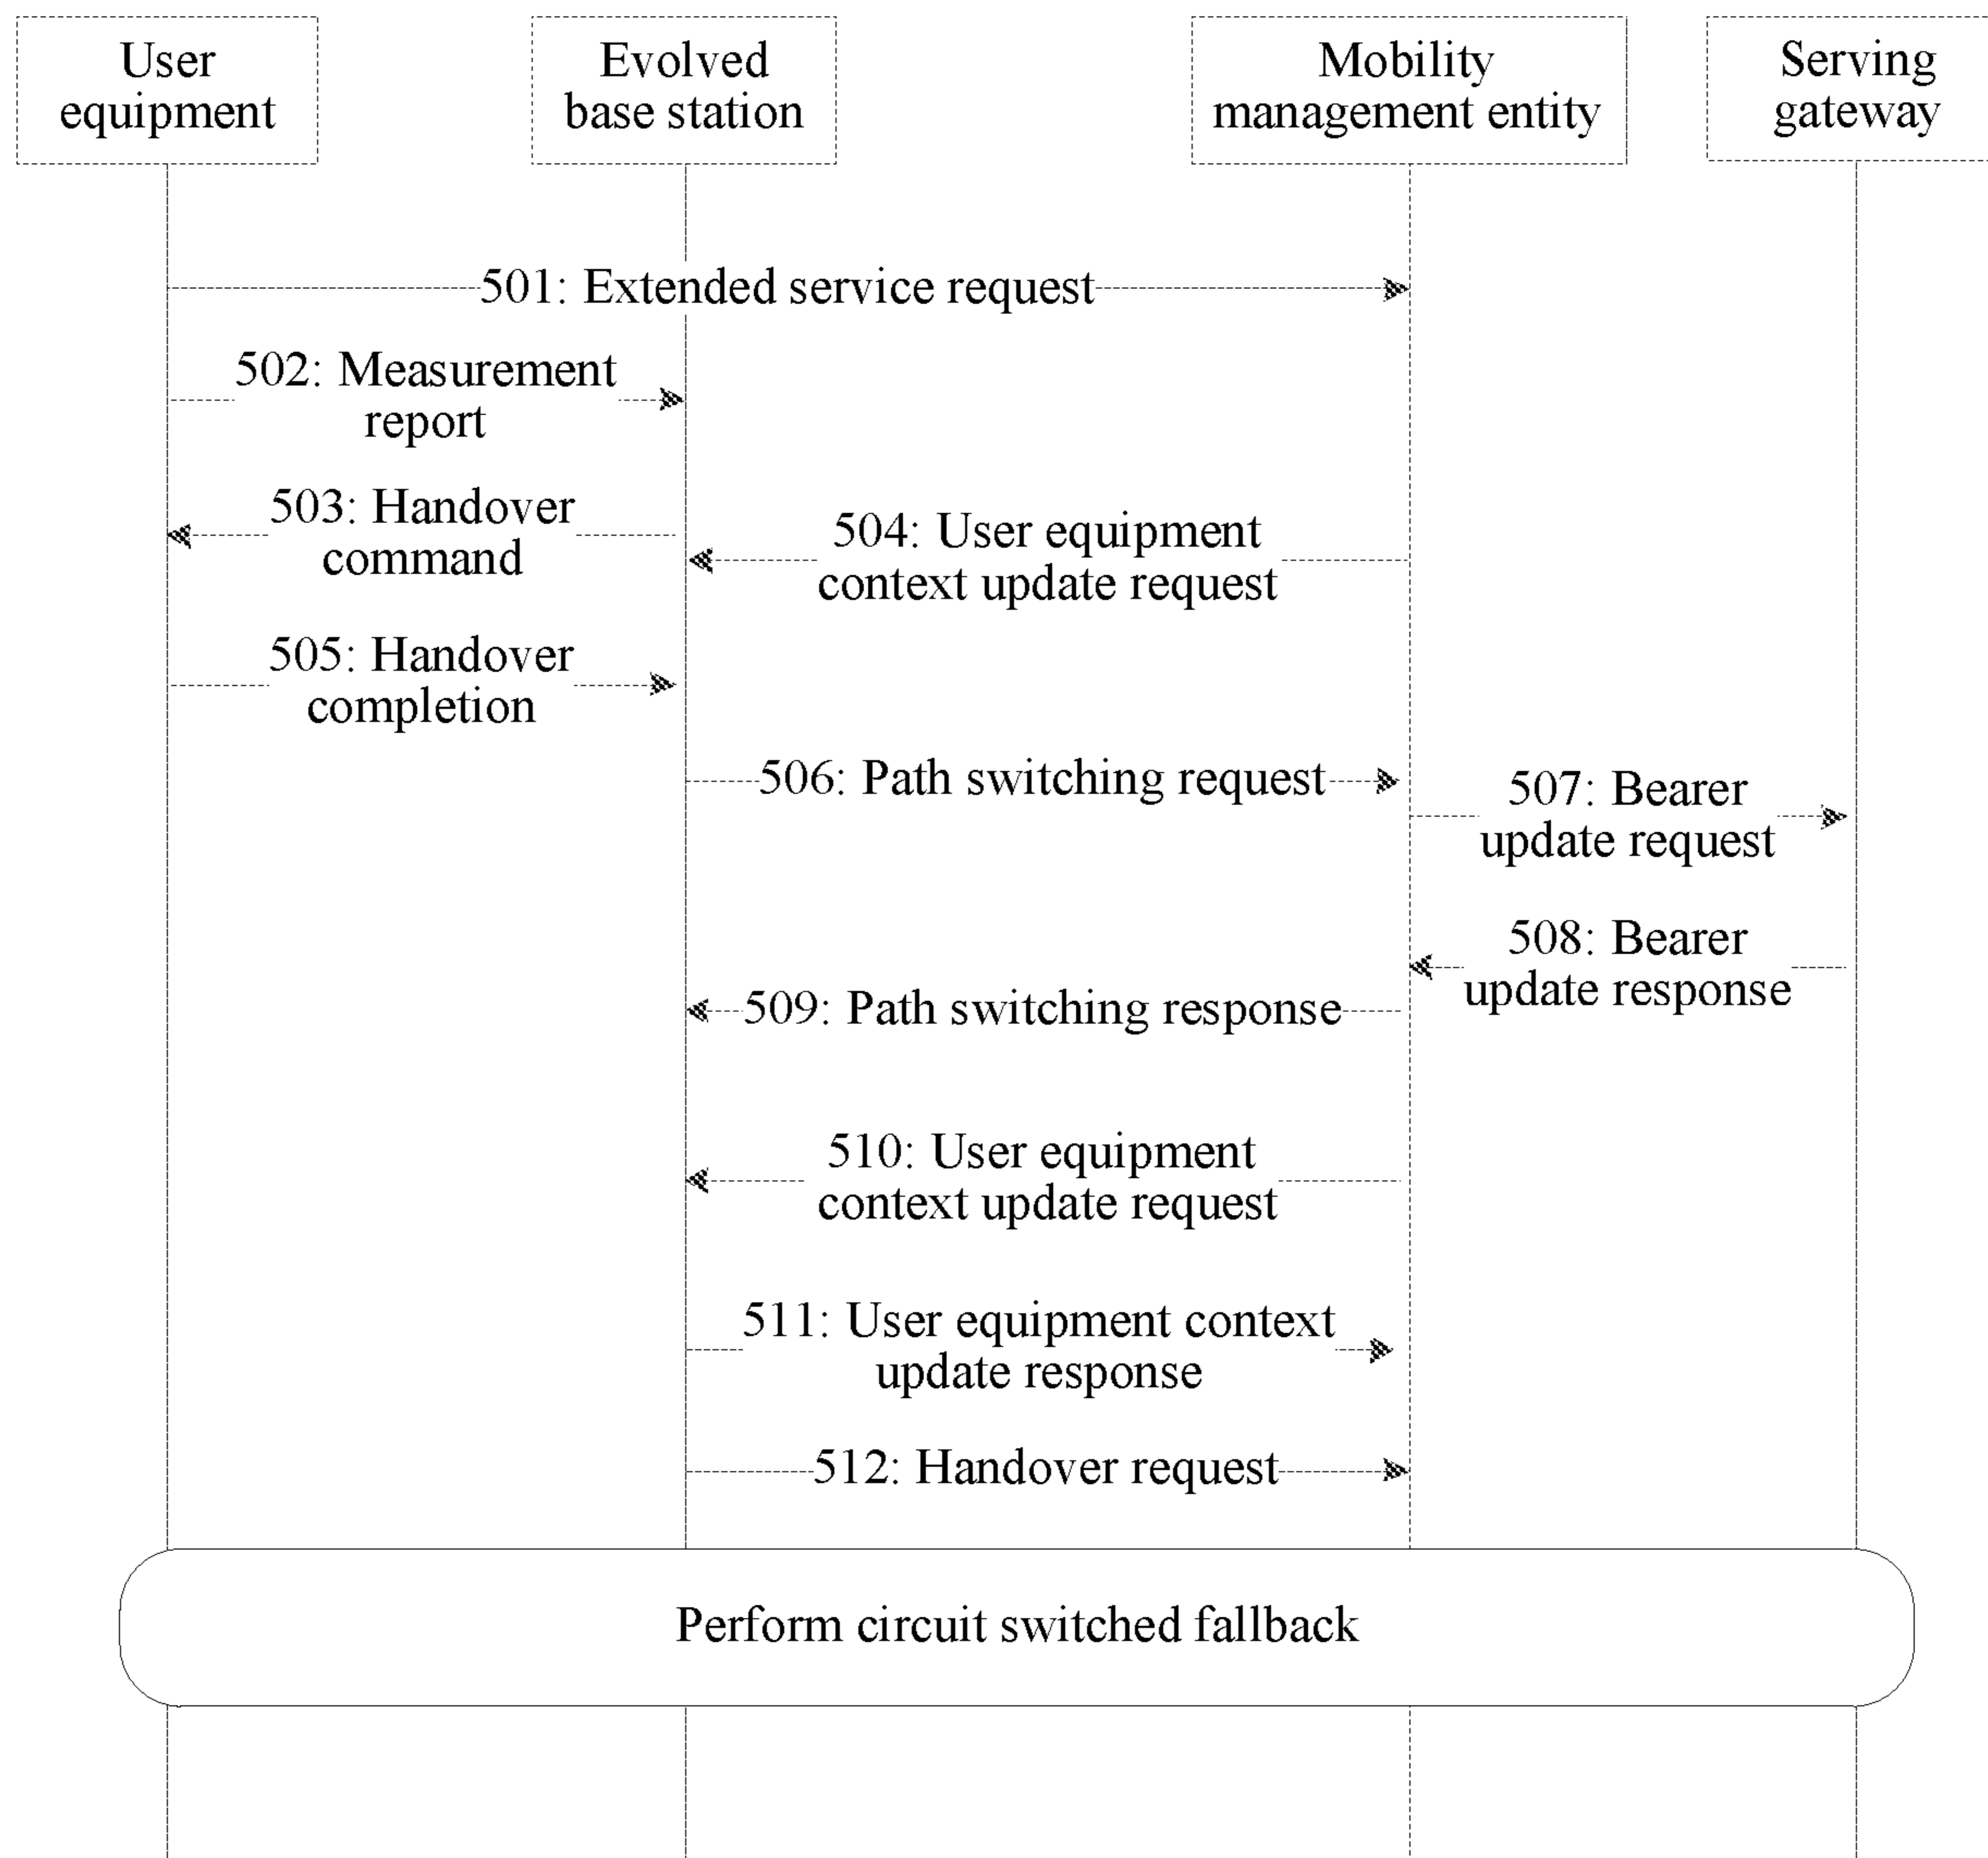 User
equipment
Evolved
base station
Mobility
management entity
Serving
gateway
501: Extended service request
502: Measurement
report
503: Handover
command
504: User equipment
context update request
505: Handover
completion
506: Path switching request
507: Bearer
update request
508: Bearer
update response
509: Path switching response
510: User equipment
context update request
511: User equipment context
update response
512: Handover request
Perform circuit switched fallback